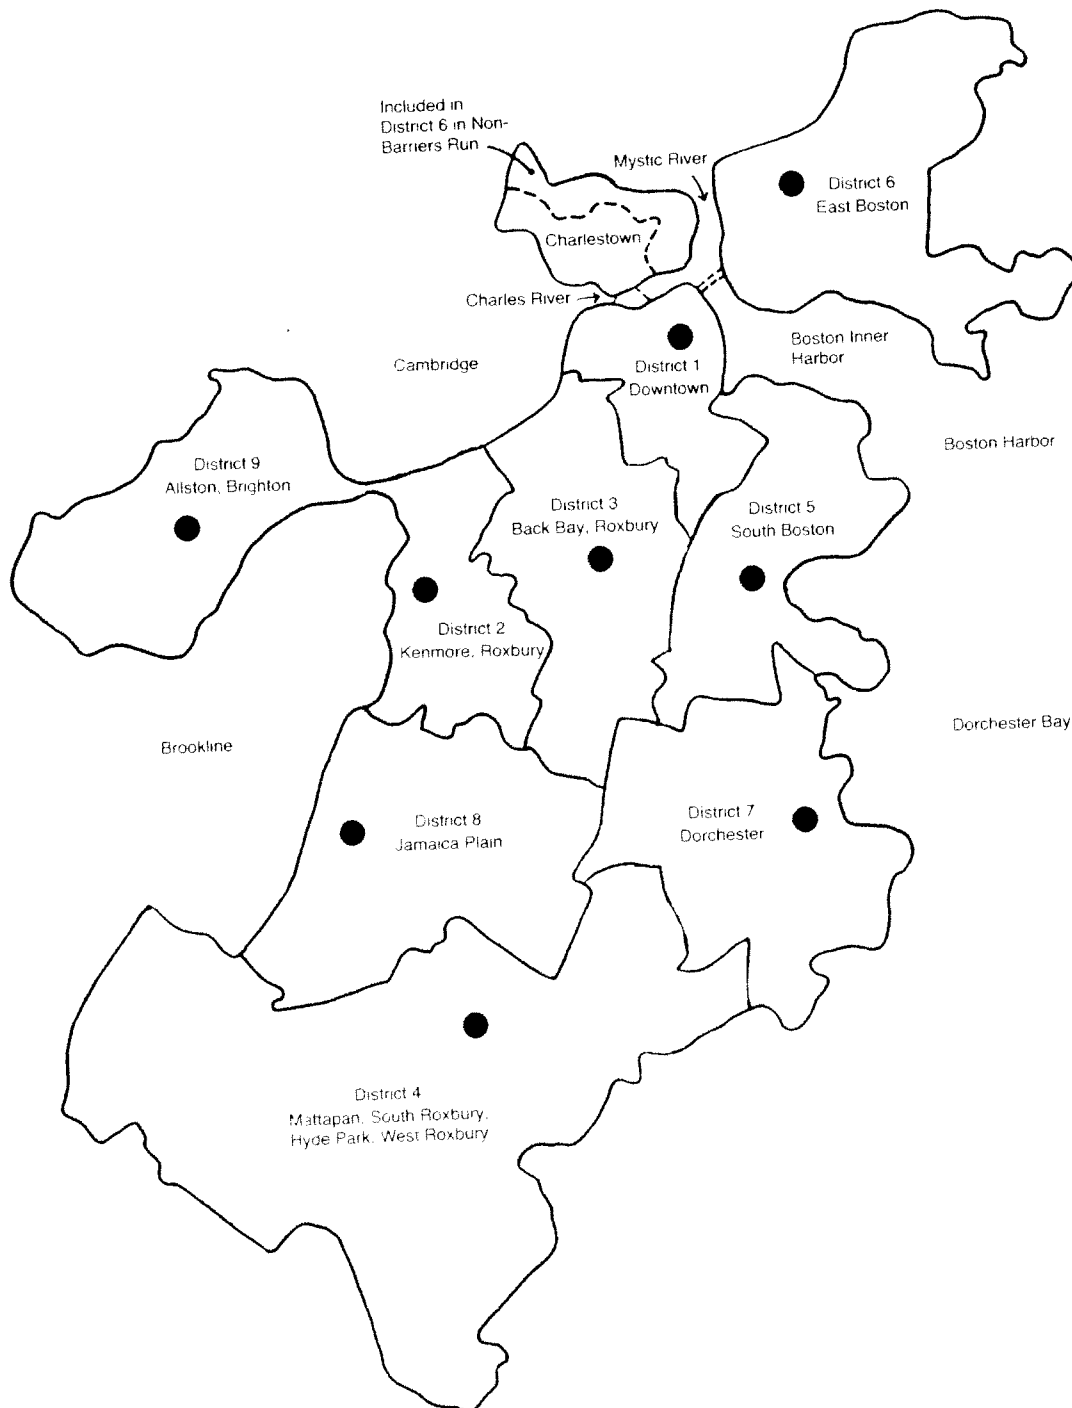 Included in
District 6 in Non-
Barriers Run
Mystic River
District 6
East Boston
Charlestown
Charles River
Boston Inner
Harbor
Cambridge
District 1
Downtown
Boston Harbor
District 9
Allston, Brighton
District 3
Back Bay, Roxbury
District 5
South Boston
District 2
Kenmore, Roxbury
Brookline
Dorchester Bay
District 8
Jamaica Plain
District 7
Dorchester
District 4
Mattapan, South Roxbury,
Hyde Park, West Roxbury